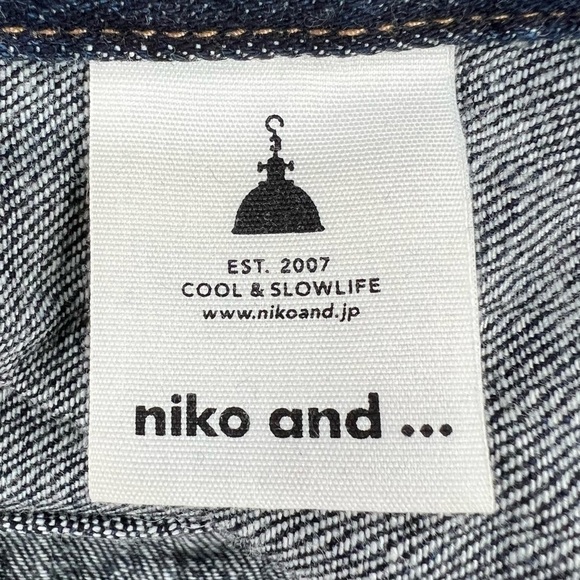 EST. 2007
COOL & SLOWLIFE
www.nikoand.jp
niko and ...